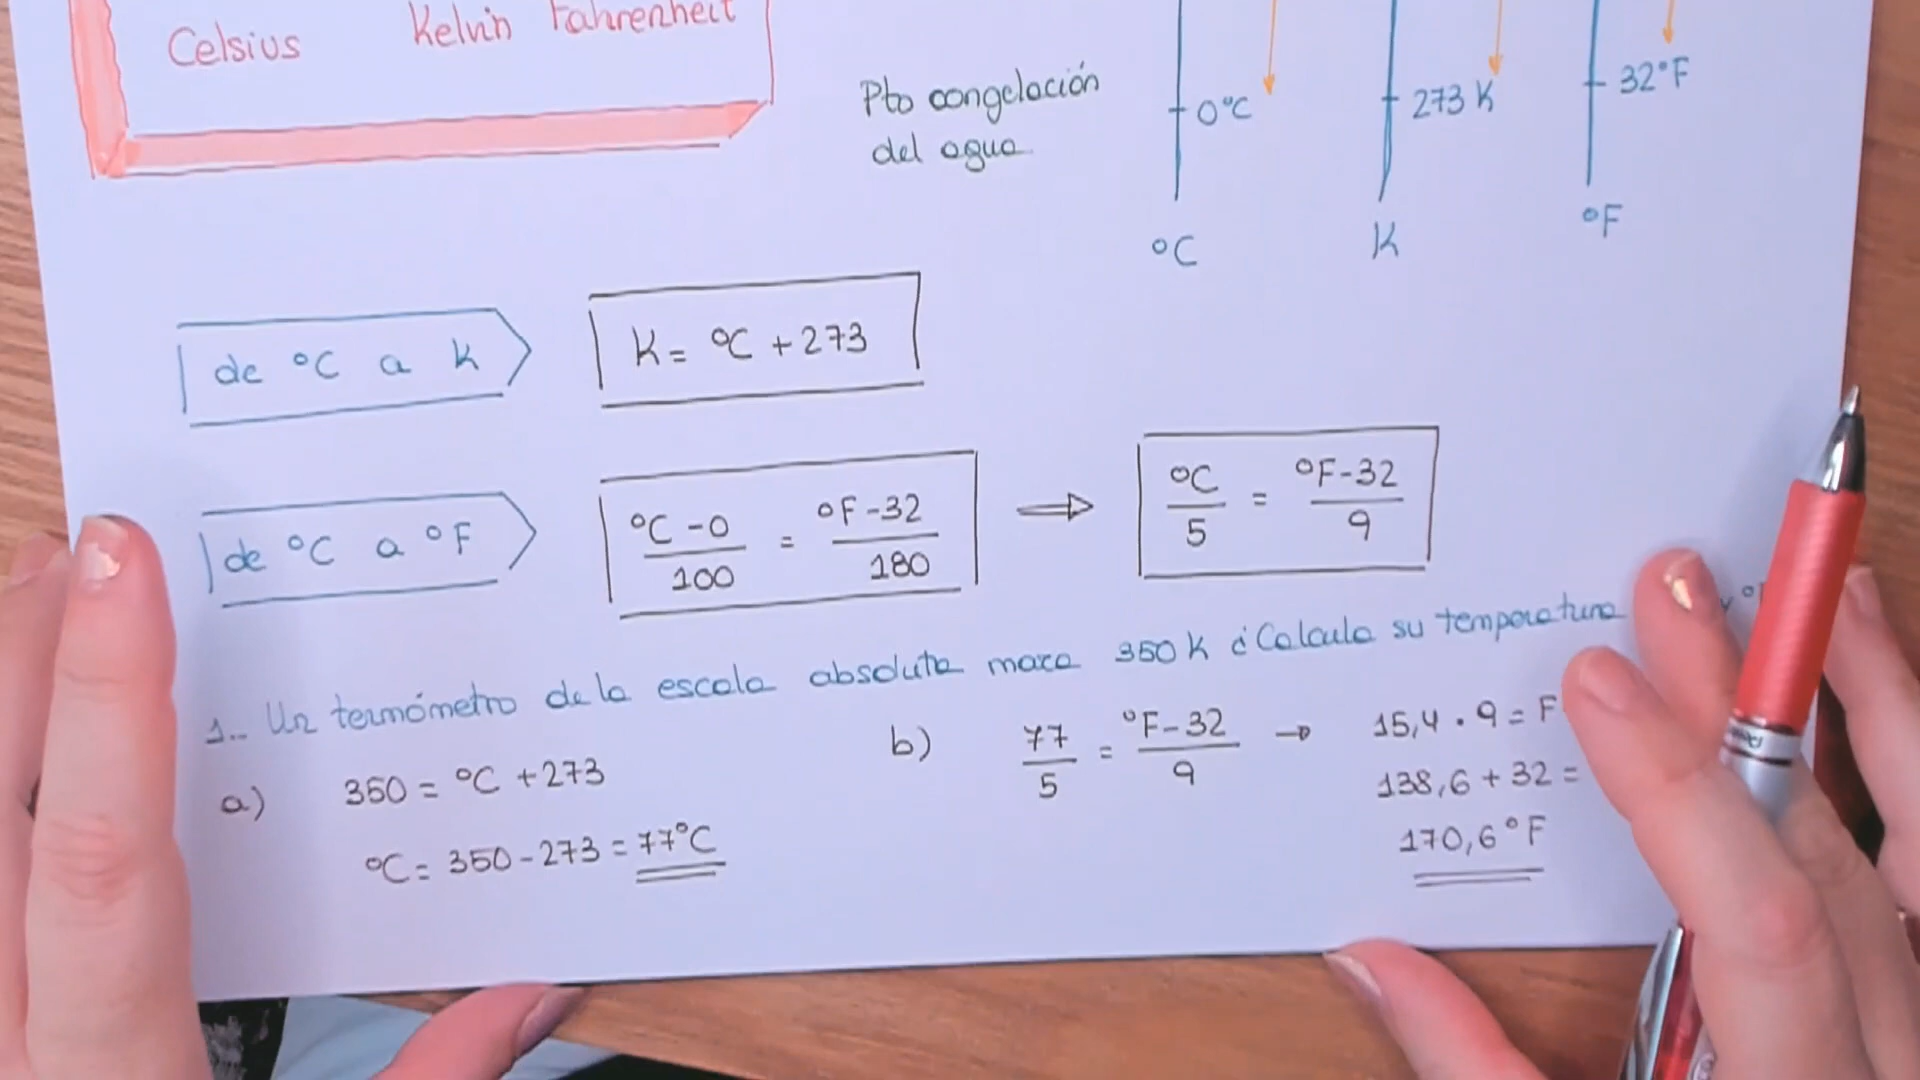 Celsius Kelvin Fahrenheit
Pto congelación
del agua
0°C
273 K
32°F
°C
K
°F
de °C a K
K = °C + 273
de °C a °F
°C - 0 / 100 = °F - 32 / 180 ⇒ °C / 5 = °F - 32 / 9
1.. Un termómetro de la escala absoluta marca 350 K ¿Calcula su temperatura
a) 350 = °C + 273
°C = 350 - 273 = 77°C
b) 77 / 5 = °F - 32 / 9 → 15,4 . 9 = F
138,6 + 32 =
170,6 °F